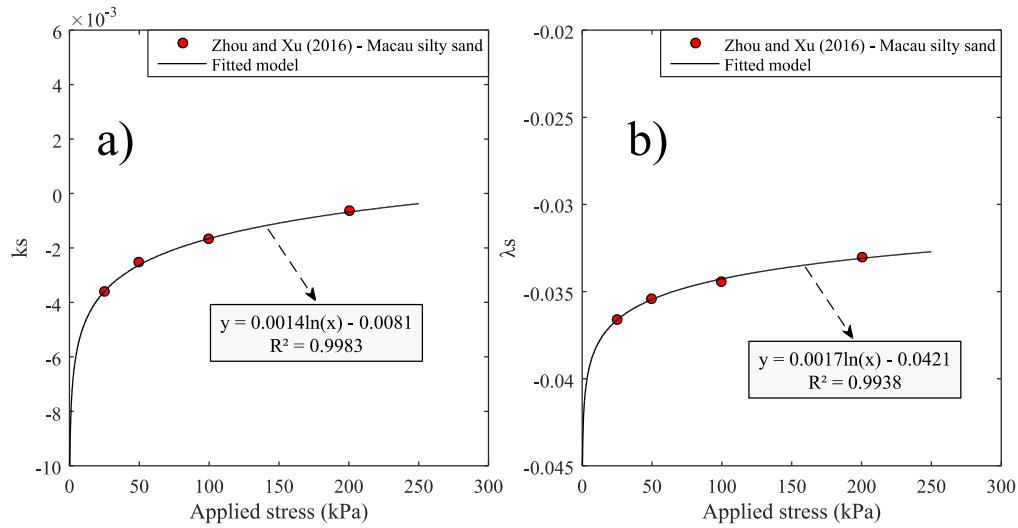 ×10⁻³
6
4
2
0
-2
-4
-6
-8
-10
0
50
100
150
200
250
300
ks
Applied stress (kPa)
Zhou and Xu (2016) - Macau silty sand
Fitted model
a)
y = 0.0014ln(x) - 0.0081
R² = 0.9983
-0.02
-0.025
-0.03
-0.035
-0.04
-0.045
0
50
100
150
200
250
300
λs
Applied stress (kPa)
Zhou and Xu (2016) - Macau silty sand
Fitted model
b)
y = 0.0017ln(x) - 0.0421
R² = 0.9938